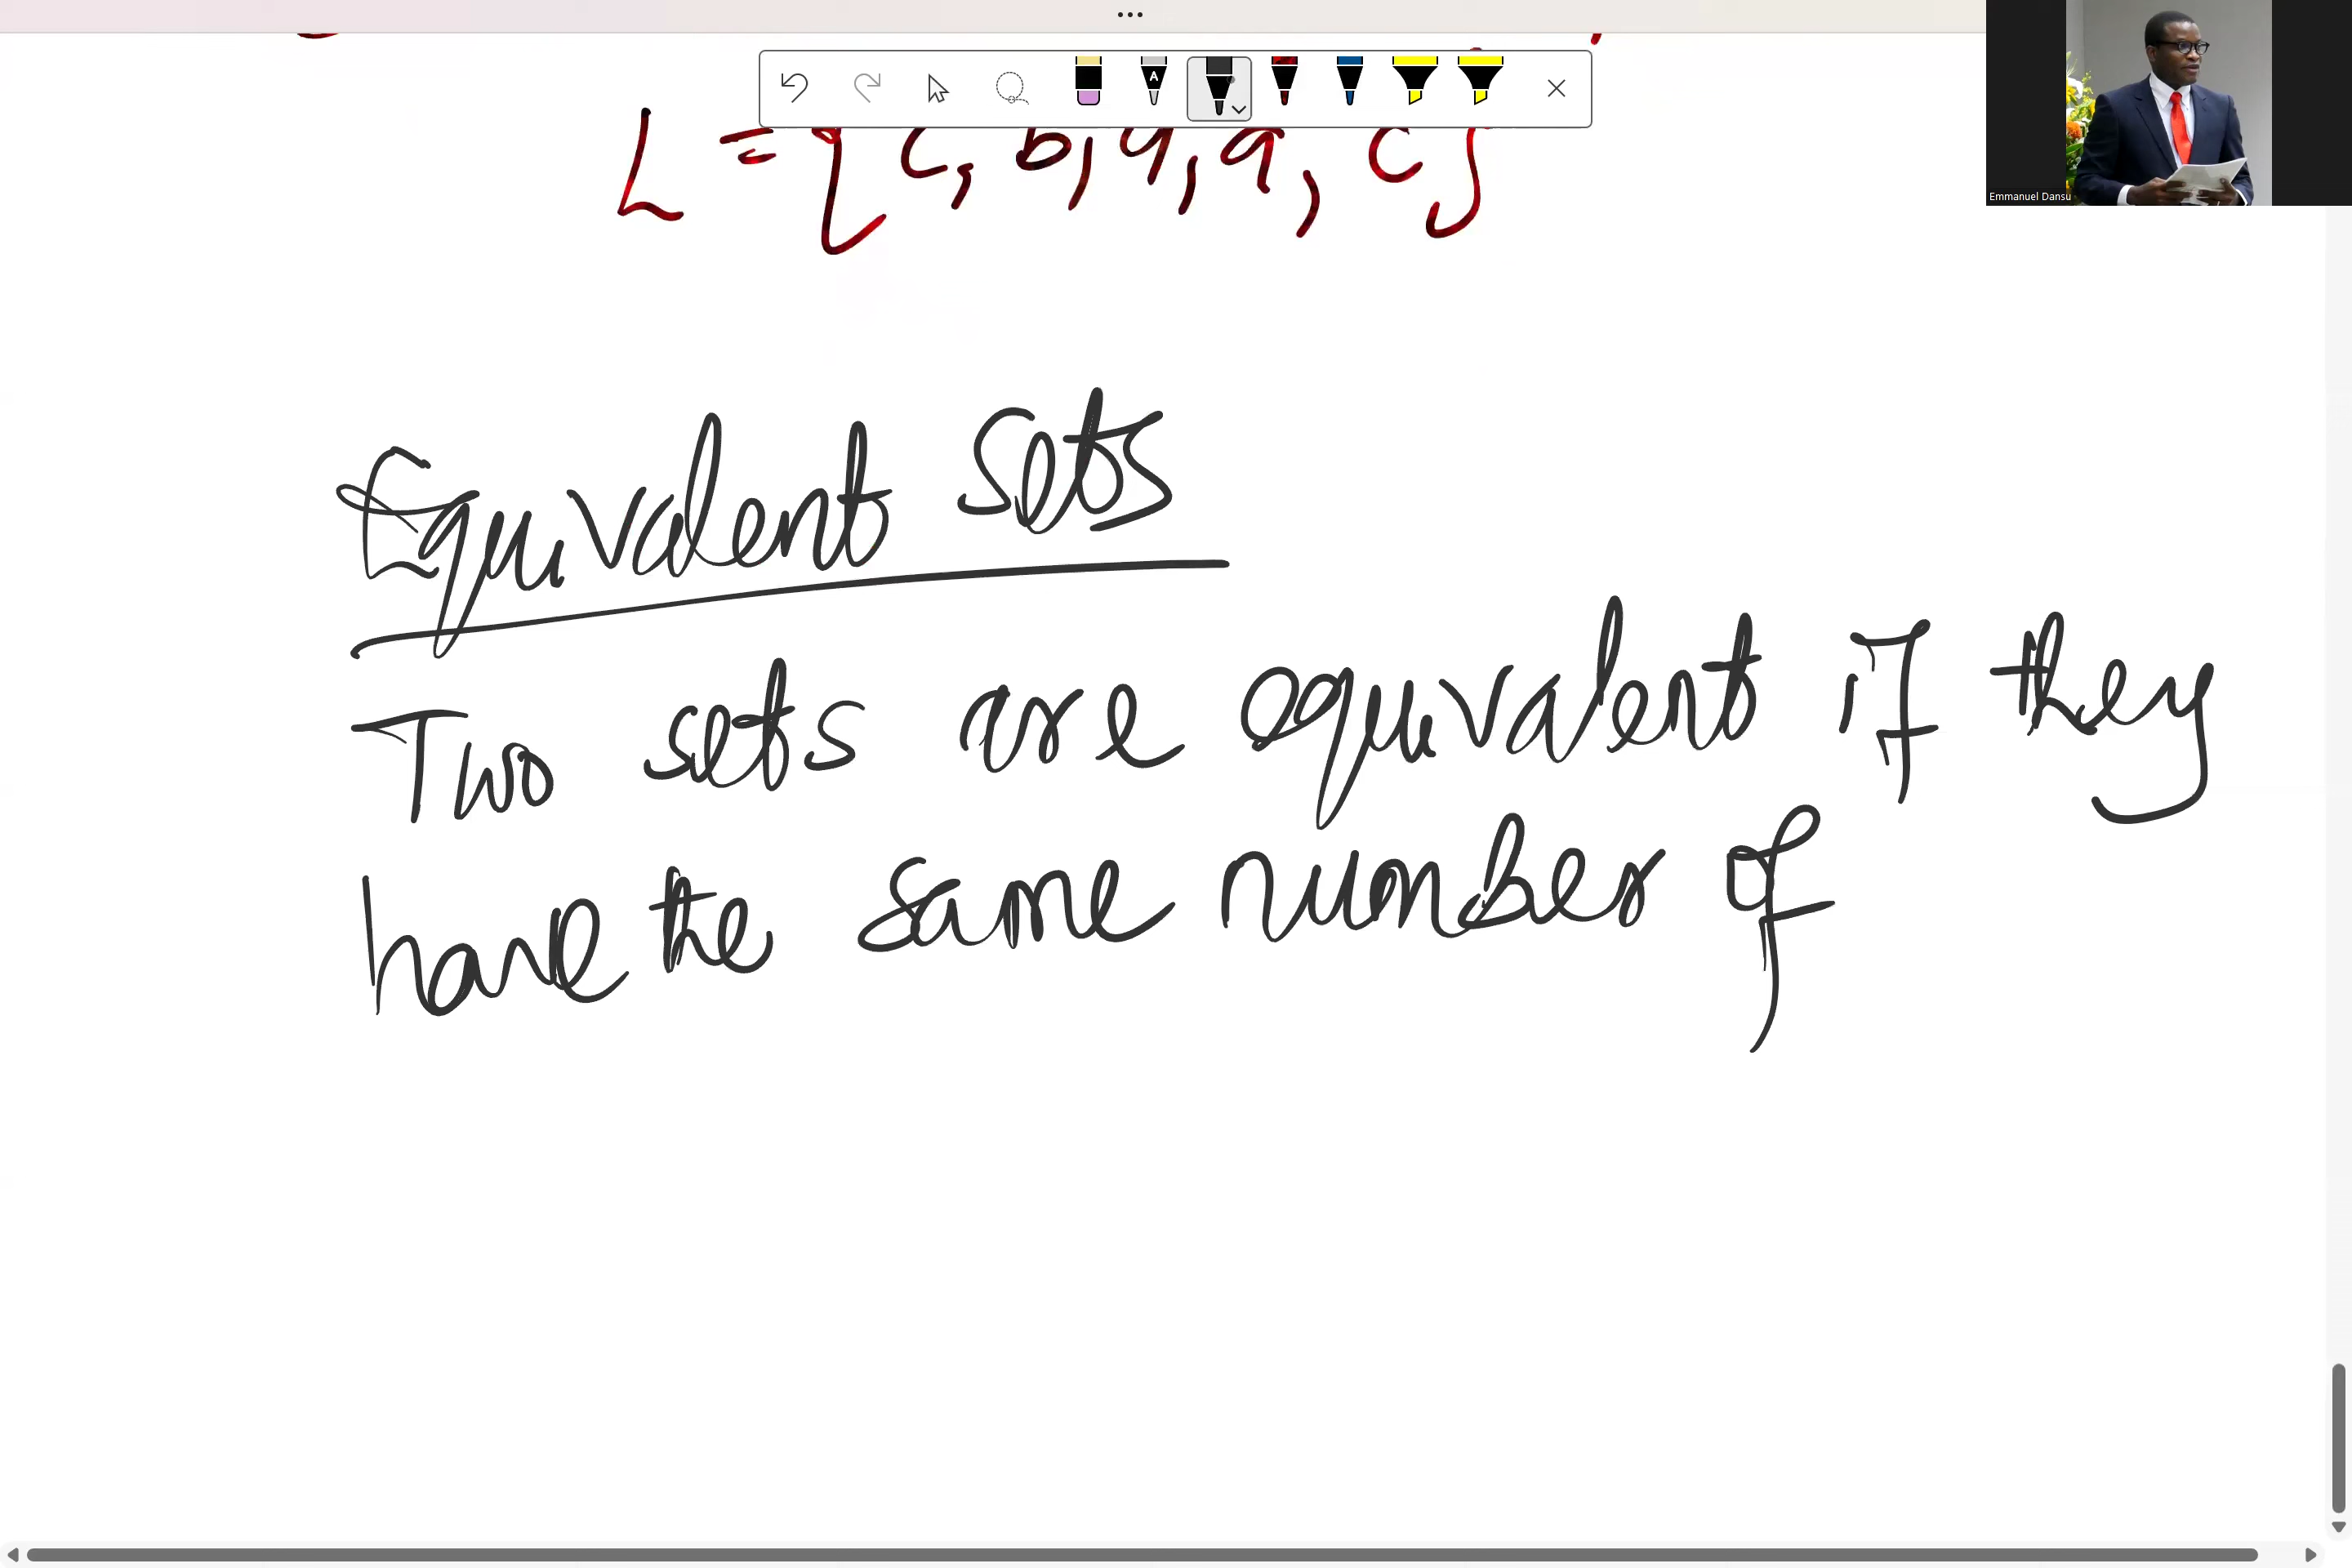 Emmanuel Dansu
A
L = { c, b, a, a, c }
Equivalent sets
Two sets are equivalent if they
have the same number of